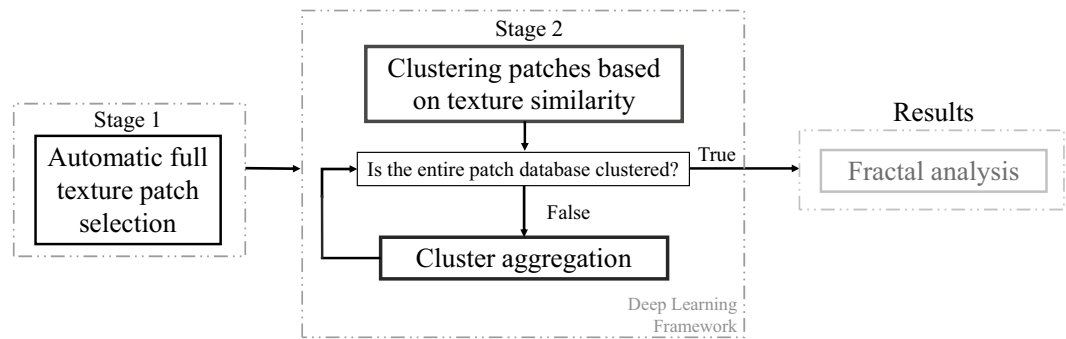 Stage 1
Automatic full
texture patch
selection
Stage 2
Clustering patches based
on texture similarity
Is the entire patch database clustered?
True
False
Cluster aggregation
Deep Learning
Framework
Results
Fractal analysis